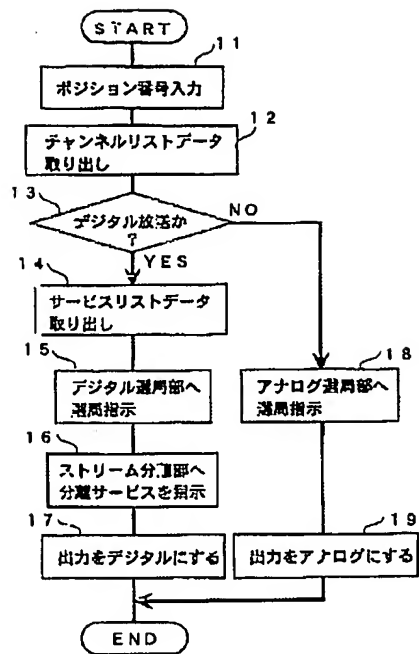 START
11
ポジション番号入力
12
チャンネルリストデータ
取り出し
13
デジタル放送か
?
NO
YES
14
サービスリストデータ
取り出し
15
デジタル選局部へ
選局指示
18
アナログ選局部へ
選局指示
16
ストリーム分離部へ
分離サービスを指示
17
出力をデジタルにする
19
出力をアナログにする
END